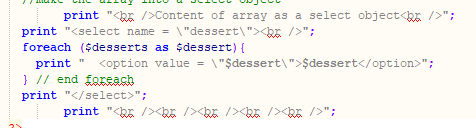 //make the array into a select object
print "<br />Content of array as a select object<br />";
print "<select name = \"dessert\"><br />";
foreach ($desserts as $dessert){
print "  <option value = \"$dessert\">$dessert</option>";
} // end foreach
print "</select>";
print "<br /><br /><br /><br /><br />";
?>